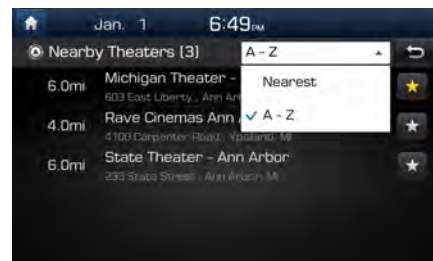 Jan. 1 6:49PM
Nearby Theaters (3) A - Z
Nearest
A - Z
6.0mi Michigan Theater -
603 East Liberty, Ann Ar
4.0mi Rave Cinemas Ann
4100 Carpenter Road, Ypsilanti, MI
6.0mi State Theater - Ann Arbor
233 State Street, Ann Arbor, MI